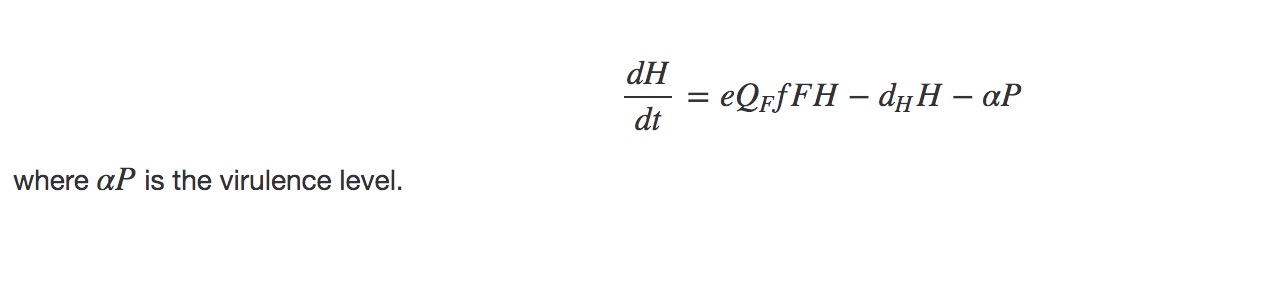 dH/dt = eQ_F fFH − d_H H − αP
where αP is the virulence level.